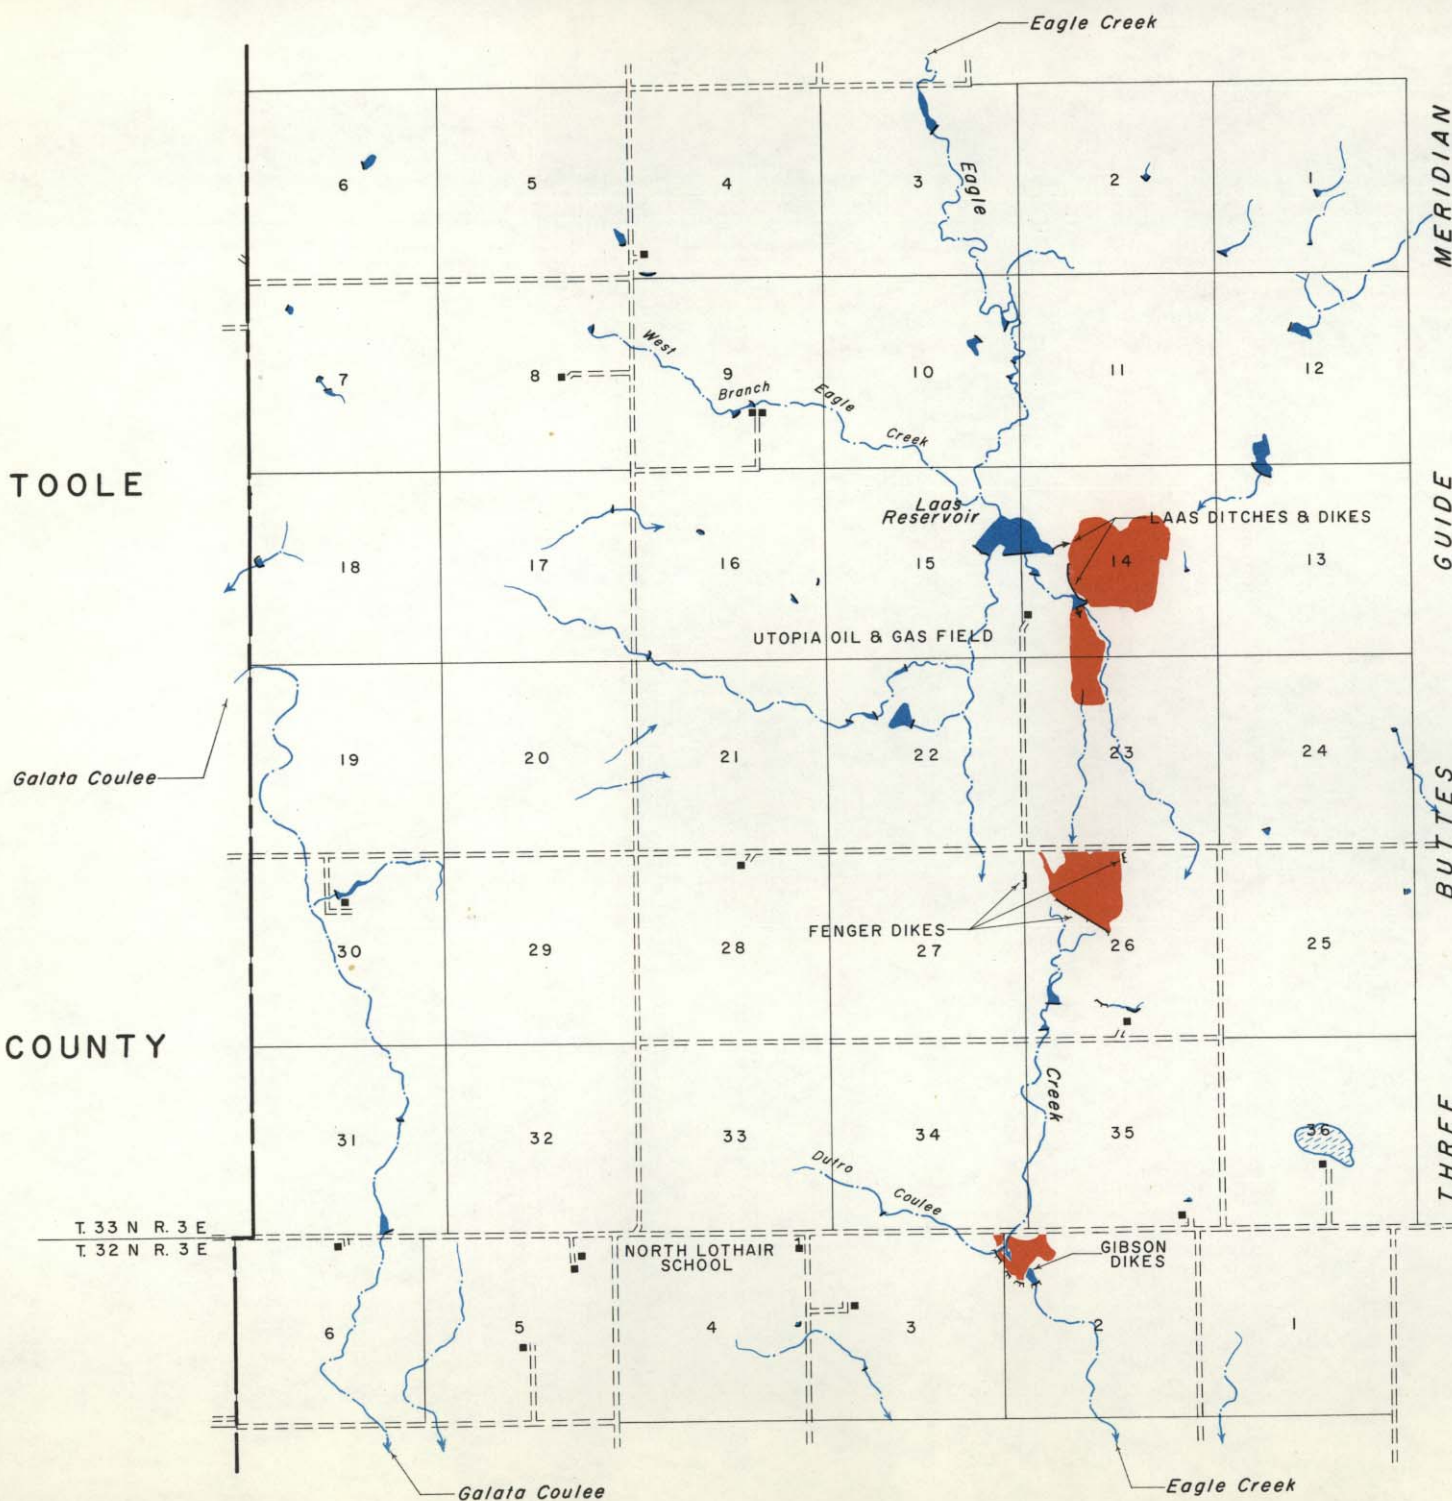 Eagle Creek
MERIDIAN
6
5
4
3
Eagle
2
1
West
Branch
Eagle
Creek
7
8
9
10
11
12
TOOLE
GUIDE
Laas
Reservoir
LAAS DITCHES & DIKES
18
17
16
15
14
13
UTOPIA OIL & GAS FIELD
Galata Coulee
19
20
21
22
23
24
BUTTES
FENGER DIKES
30
29
28
27
26
25
COUNTY
Creek
31
32
33
34
35
36
THREE
Dutro
Coulee
T. 33 N R. 3 E
T. 32 N R. 3 E
NORTH LOTHAIR
SCHOOL
GIBSON
DIKES
6
5
4
3
2
1
Galata Coulee
Eagle Creek